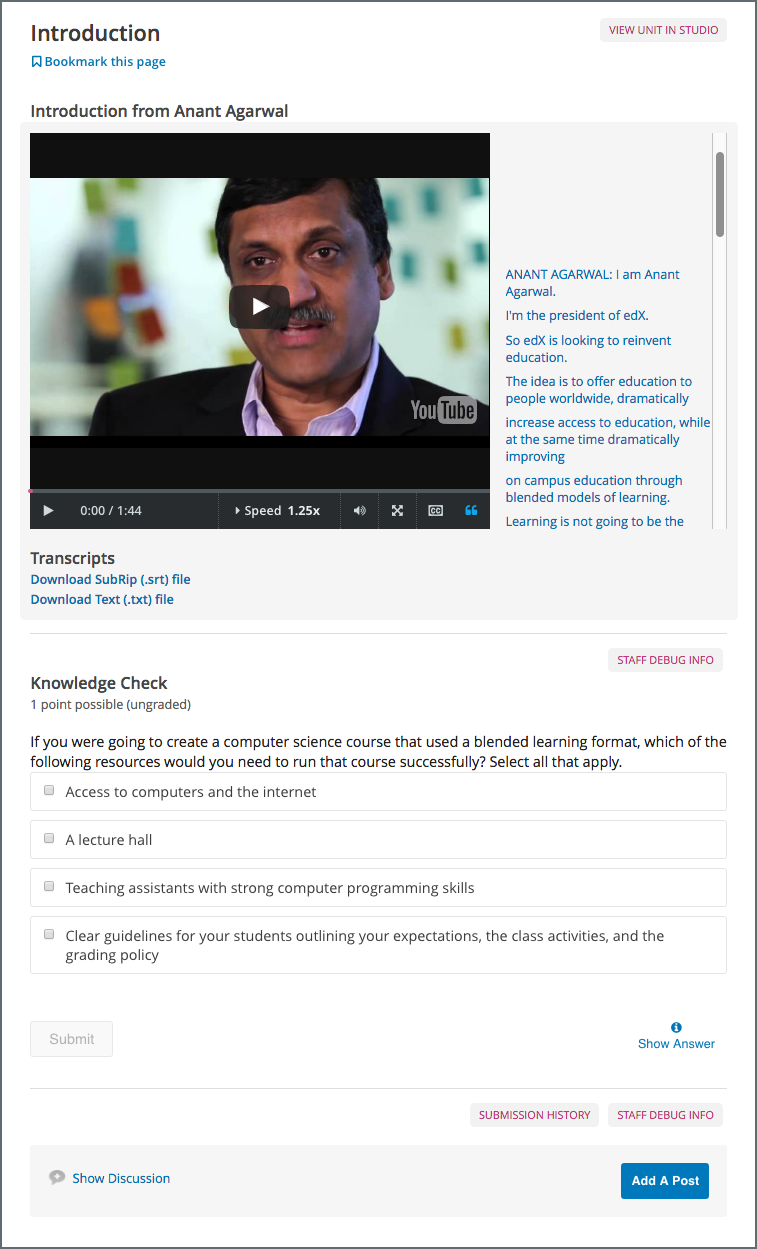 Introduction
VIEW UNIT IN STUDIO
Bookmark this page
Introduction from Anant Agarwal
YouTube
ANANT AGARWAL: I am Anant
Agarwal.
I'm the president of edX.
So edX is looking to reinvent
education.
The idea is to offer education to
people worldwide, dramatically
increase access to education, while
at the same time dramatically
improving
on campus education through
blended models of learning.
Learning is not going to be the
0:00 / 1:44
Speed 1.25x
CC
Transcripts
Download SubRip (.srt) file
Download Text (.txt) file
STAFF DEBUG INFO
Knowledge Check
1 point possible (ungraded)
If you were going to create a computer science course that used a blended learning format, which of the
following resources would you need to run that course successfully? Select all that apply.
Access to computers and the internet
A lecture hall
Teaching assistants with strong computer programming skills
Clear guidelines for your students outlining your expectations, the class activities, and the
grading policy
Submit
Show Answer
SUBMISSION HISTORY
STAFF DEBUG INFO
Show Discussion
Add A Post